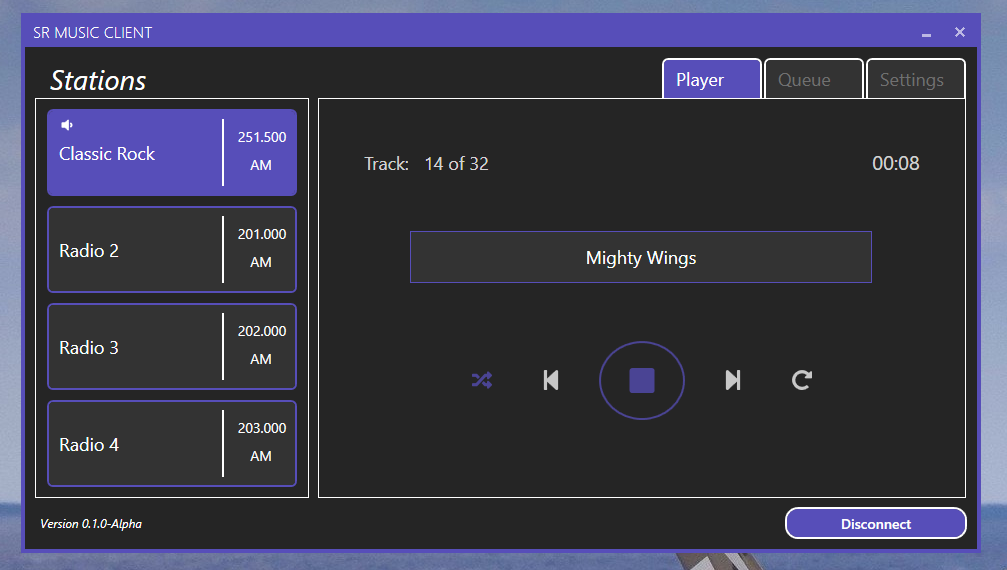 SR MUSIC CLIENT
Stations
Player
Queue
Settings
Classic Rock
251.500
AM
Radio 2
201.000
AM
Radio 3
202.000
AM
Radio 4
203.000
AM
Track: 14 of 32
00:08
Mighty Wings
Version 0.1.0-Alpha
Disconnect